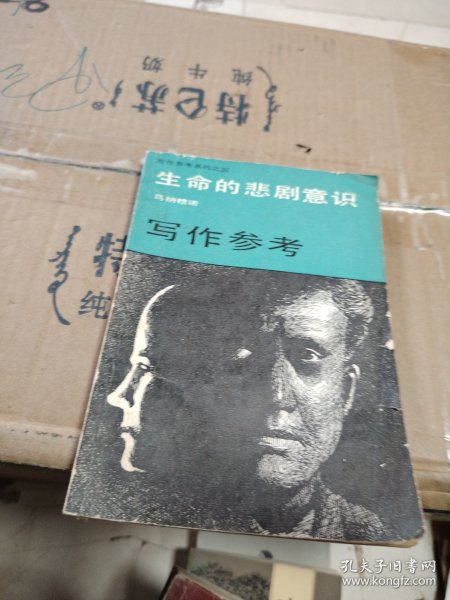 特仑苏®
纯牛奶
写作参考系列之五
生命的悲剧意识
乌纳穆诺
写作参考
特
纯
孔夫子旧书网
www.kongfz.com